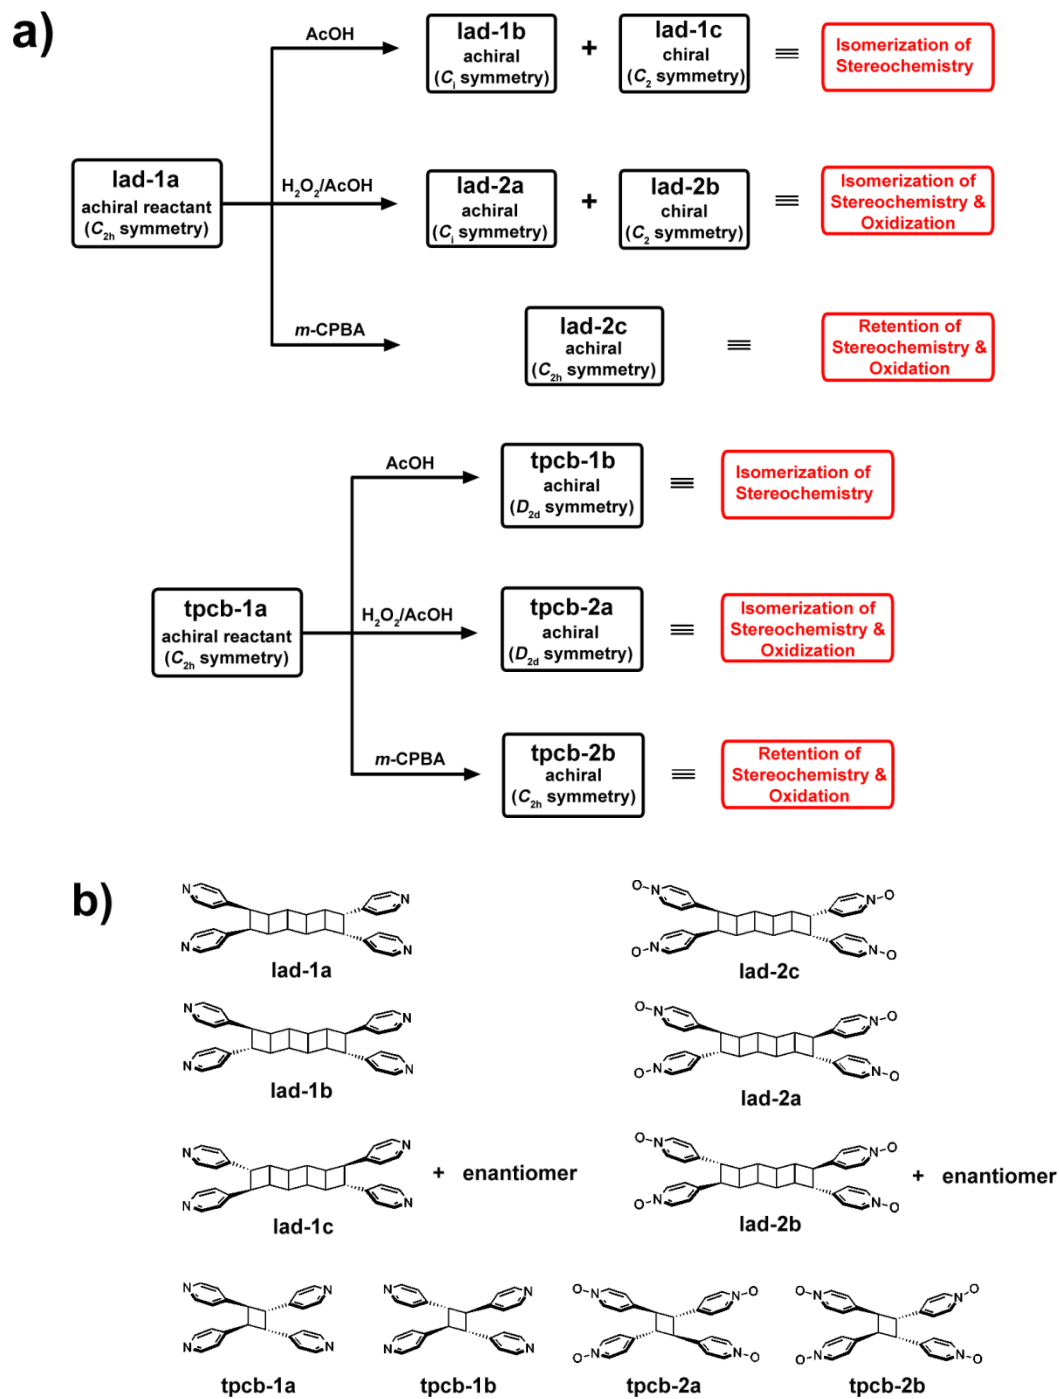 a)
AcOH
lad-1b
achiral
(Ci symmetry)
+
lad-1c
chiral
(C2 symmetry)
≡
Isomerization of
Stereochemistry
lad-1a
achiral reactant
(C2h symmetry)
H2O2/AcOH
lad-2a
achiral
(Ci symmetry)
+
lad-2b
chiral
(C2 symmetry)
≡
Isomerization of
Stereochemistry &
Oxidization
m-CPBA
lad-2c
achiral
(C2h symmetry)
≡
Retention of
Stereochemistry &
Oxidation
AcOH
tpcb-1b
achiral
(D2d symmetry)
≡
Isomerization of
Stereochemistry
tpcb-1a
achiral reactant
(C2h symmetry)
H2O2/AcOH
tpcb-2a
achiral
(D2d symmetry)
≡
Isomerization of
Stereochemistry &
Oxidization
m-CPBA
tpcb-2b
achiral
(C2h symmetry)
≡
Retention of
Stereochemistry &
Oxidation
b)
N N
N N
lad-1a
O-N N-O
O-N N-O
lad-2c
N N
N N
lad-1b
O-N N-O
O-N N-O
lad-2a
N N
N N
lad-1c
+ enantiomer
O-N N-O
O-N N-O
lad-2b
+ enantiomer
N N
N N
tpcb-1a
N N
N N
tpcb-1b
O-N N-O
O-N N-O
tpcb-2a
O-N N-O
O-N N-O
tpcb-2b